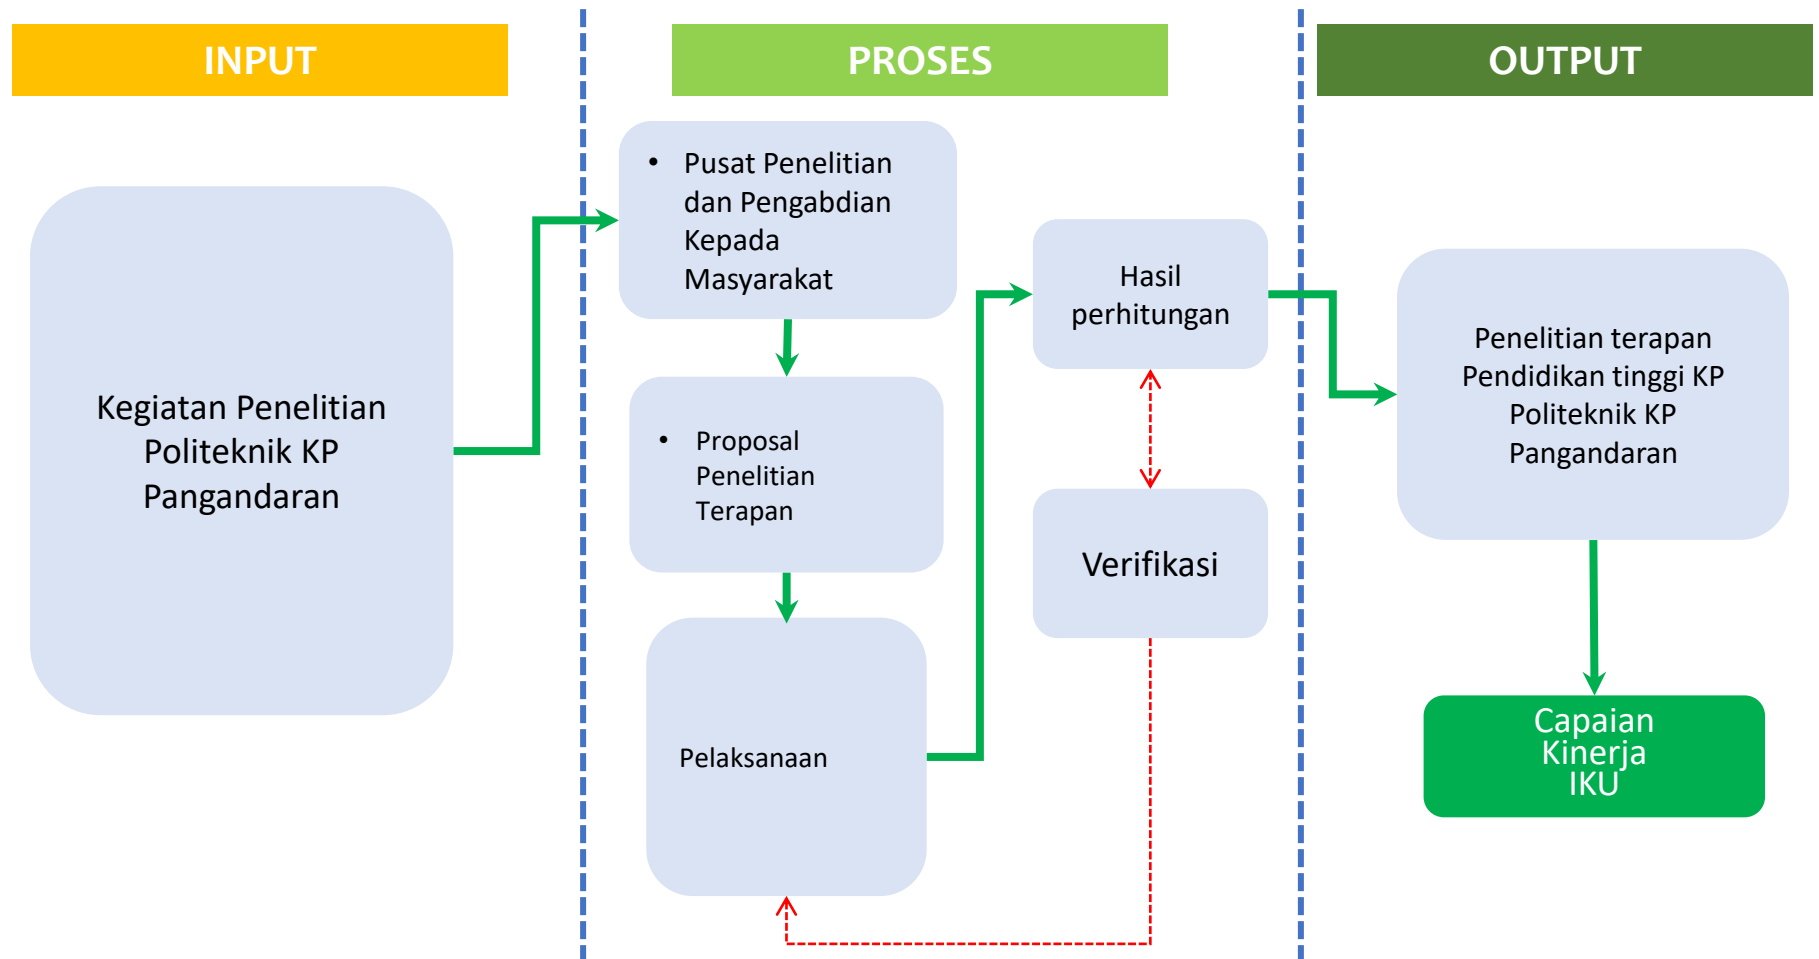 INPUT
PROSES
OUTPUT
Kegiatan Penelitian
Politeknik KP
Pangandaran
• Pusat Penelitian
dan Pengabdian
Kepada
Masyarakat
• Proposal
Penelitian
Terapan
Pelaksanaan
Hasil
perhitungan
Verifikasi
Penelitian terapan
Pendidikan tinggi KP
Politeknik KP
Pangandaran
Capaian
Kinerja
IKU